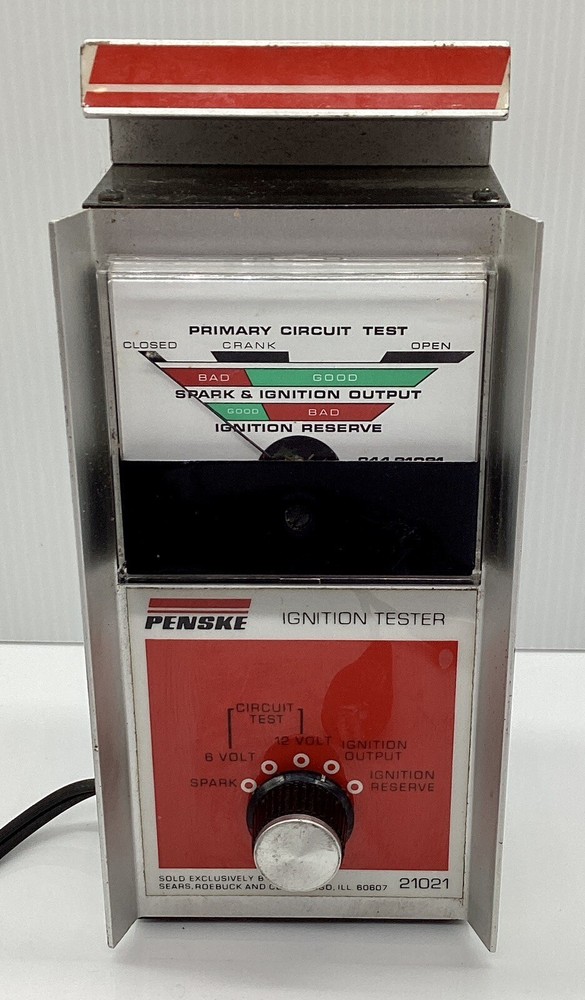 PRIMARY CIRCUIT TEST
CLOSED CRANK OPEN
BAD GOOD
SPARK & IGNITION OUTPUT
GOOD BAD
IGNITION RESERVE
PENSKE IGNITION TESTER
CIRCUIT
TEST
6 VOLT 12 VOLT IGNITION
OUTPUT
SPARK IGNITION
RESERVE
SOLD EXCLUSIVELY B
SEARS, ROEBUCK AND GO, ILL 60607 21021